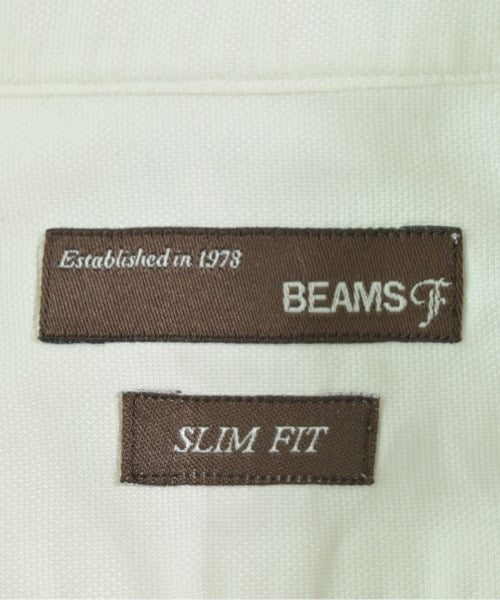 Established in 1978
BEAMS F
SLIM FIT